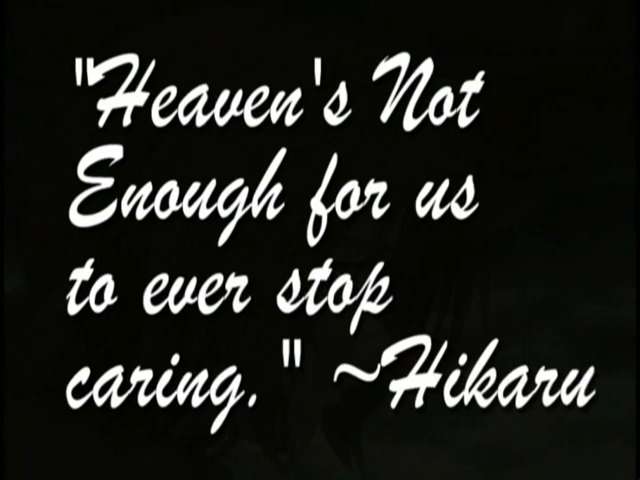 "Heaven's Not
Enough for us
to ever stop
caring." ~Hikaru